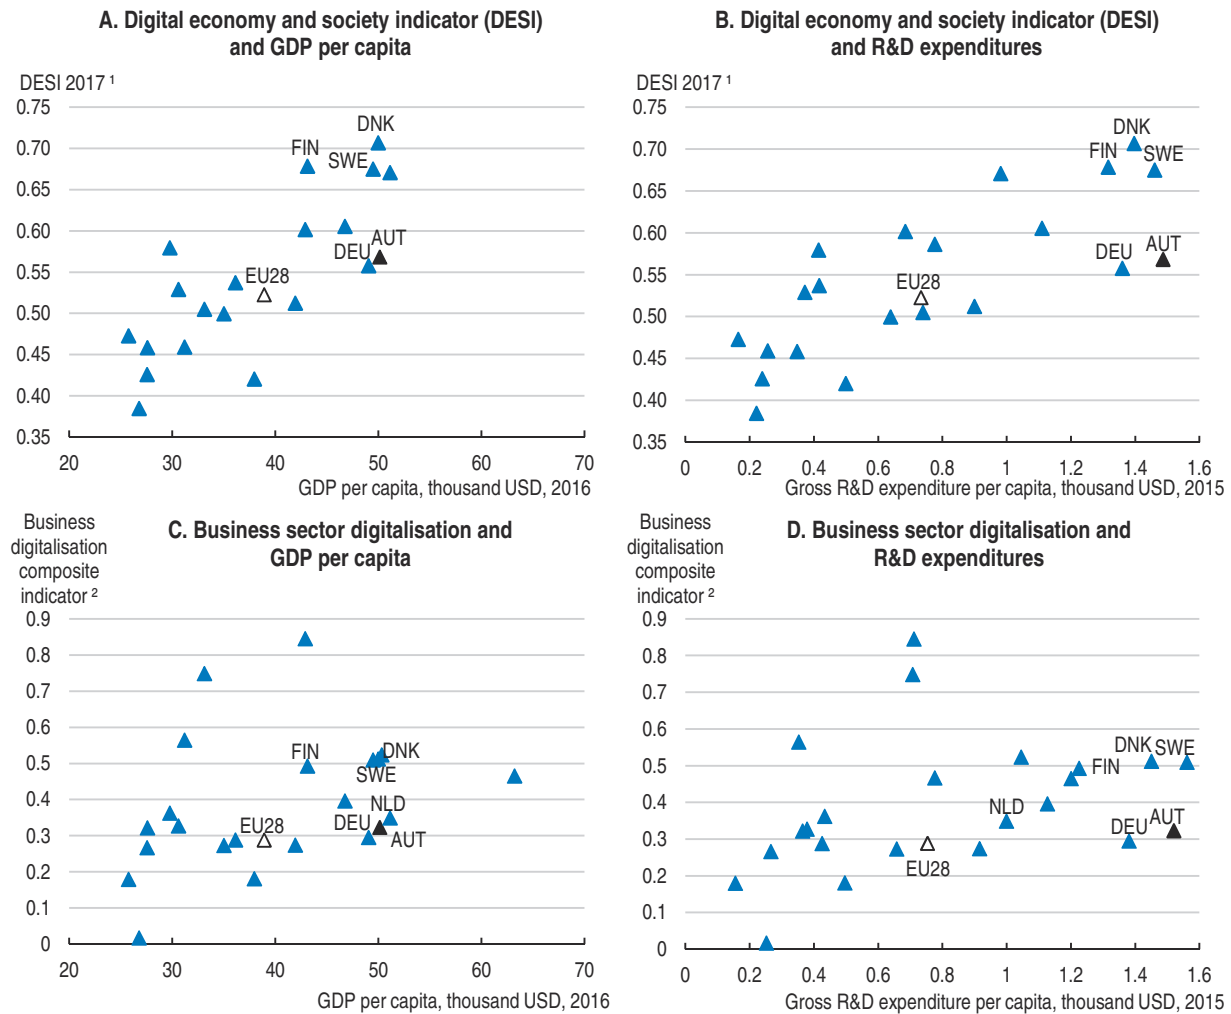 A. Digital economy and society indicator (DESI)
and GDP per capita
DESI 2017 ¹
0.75
0.70
0.65
0.60
0.55
0.50
0.45
0.40
0.35
DNK
FIN
SWE
AUT
DEU
EU28
20 30 40 50 60 70
GDP per capita, thousand USD, 2016
B. Digital economy and society indicator (DESI)
and R&D expenditures
DESI 2017 ¹
0.75
0.70
0.65
0.60
0.55
0.50
0.45
0.40
0.35
DNK
FIN SWE
DEU AUT
EU28
0 0.2 0.4 0.6 0.8 1 1.2 1.4 1.6
Gross R&D expenditure per capita, thousand USD, 2015
Business
digitalisation
composite
indicator ²
C. Business sector digitalisation and
GDP per capita
0.9
0.8
0.7
0.6
0.5
0.4
0.3
0.2
0.1
0
FIN DNK
SWE
NLD
EU28 DEU
AUT
20 30 40 50 60 70
GDP per capita, thousand USD, 2016
Business
digitalisation
composite
indicator ²
D. Business sector digitalisation and
R&D expenditures
0.9
0.8
0.7
0.6
0.5
0.4
0.3
0.2
0.1
0
DNK SWE
FIN
NLD
DEU AUT
EU28
0 0.2 0.4 0.6 0.8 1 1.2 1.4 1.6
Gross R&D expenditure per capita, thousand USD, 2015